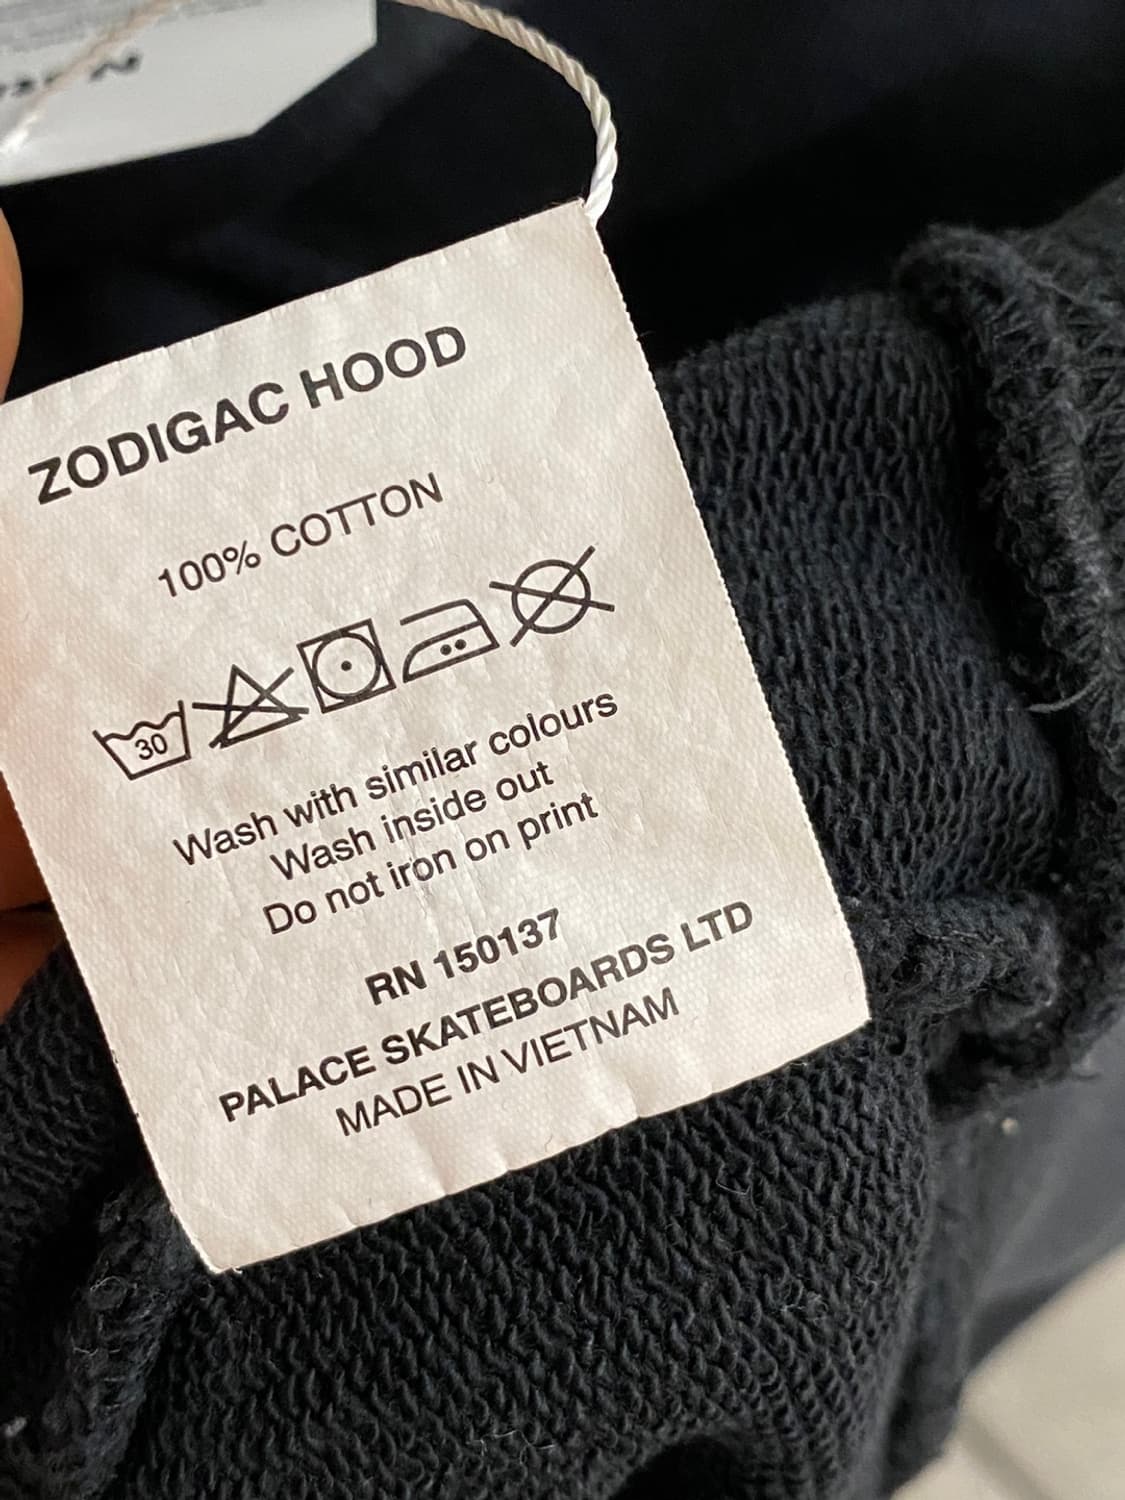 ZODIGAC HOOD
100% COTTON
30
Wash with similar colours
Wash inside out
Do not iron on print
RN 150137
PALACE SKATEBOARDS LTD
MADE IN VIETNAM